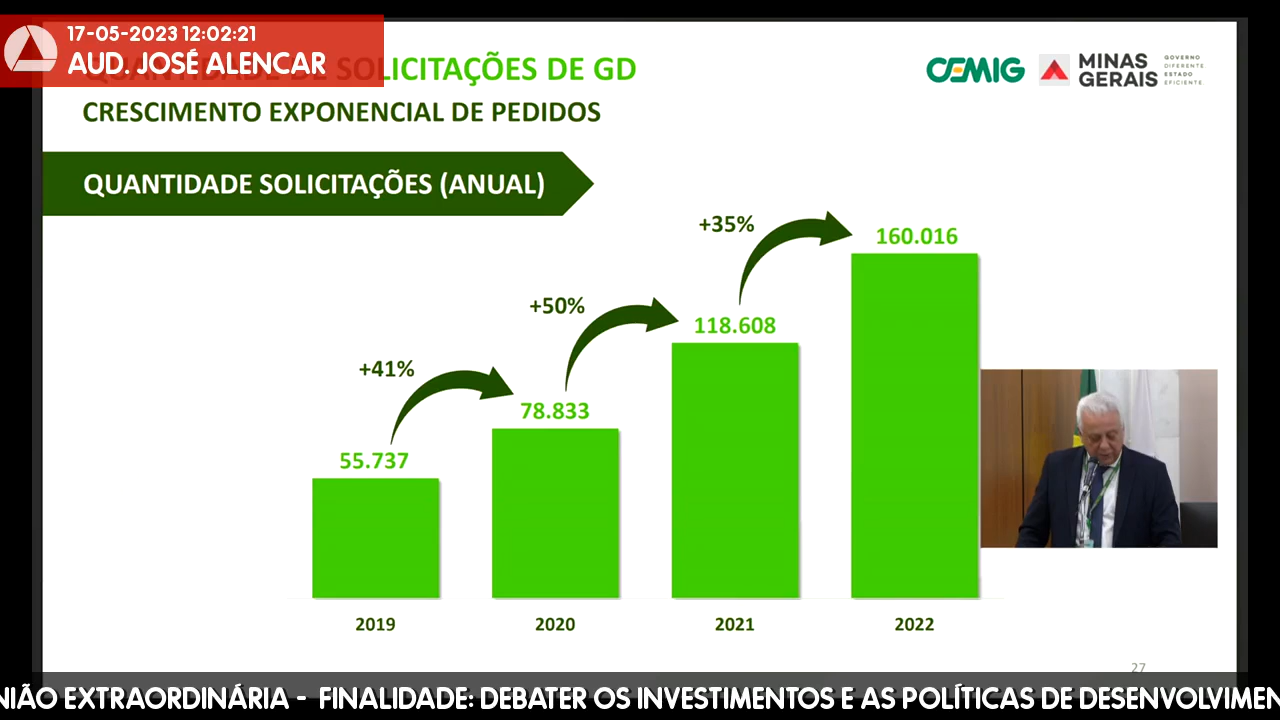 17-05-2023 12:02:21
AUD. JOSÉ ALENCAR
QUANTIDADE DE SOLICITAÇÕES DE GD
CRESCIMENTO EXPONENCIAL DE PEDIDOS
CEMIG
MINAS GERAIS
GOVERNO
DIFERENTE
ESTADO
EFICIENTE
QUANTIDADE SOLICITAÇÕES (ANUAL)
+35%
160.016
+50%
118.608
+41%
78.833
55.737
2019
2020
2021
2022
27
NIÃO EXTRAORDINÁRIA - FINALIDADE: DEBATER OS INVESTIMENTOS E AS POLÍTICAS DE DESENVOLVIMEN